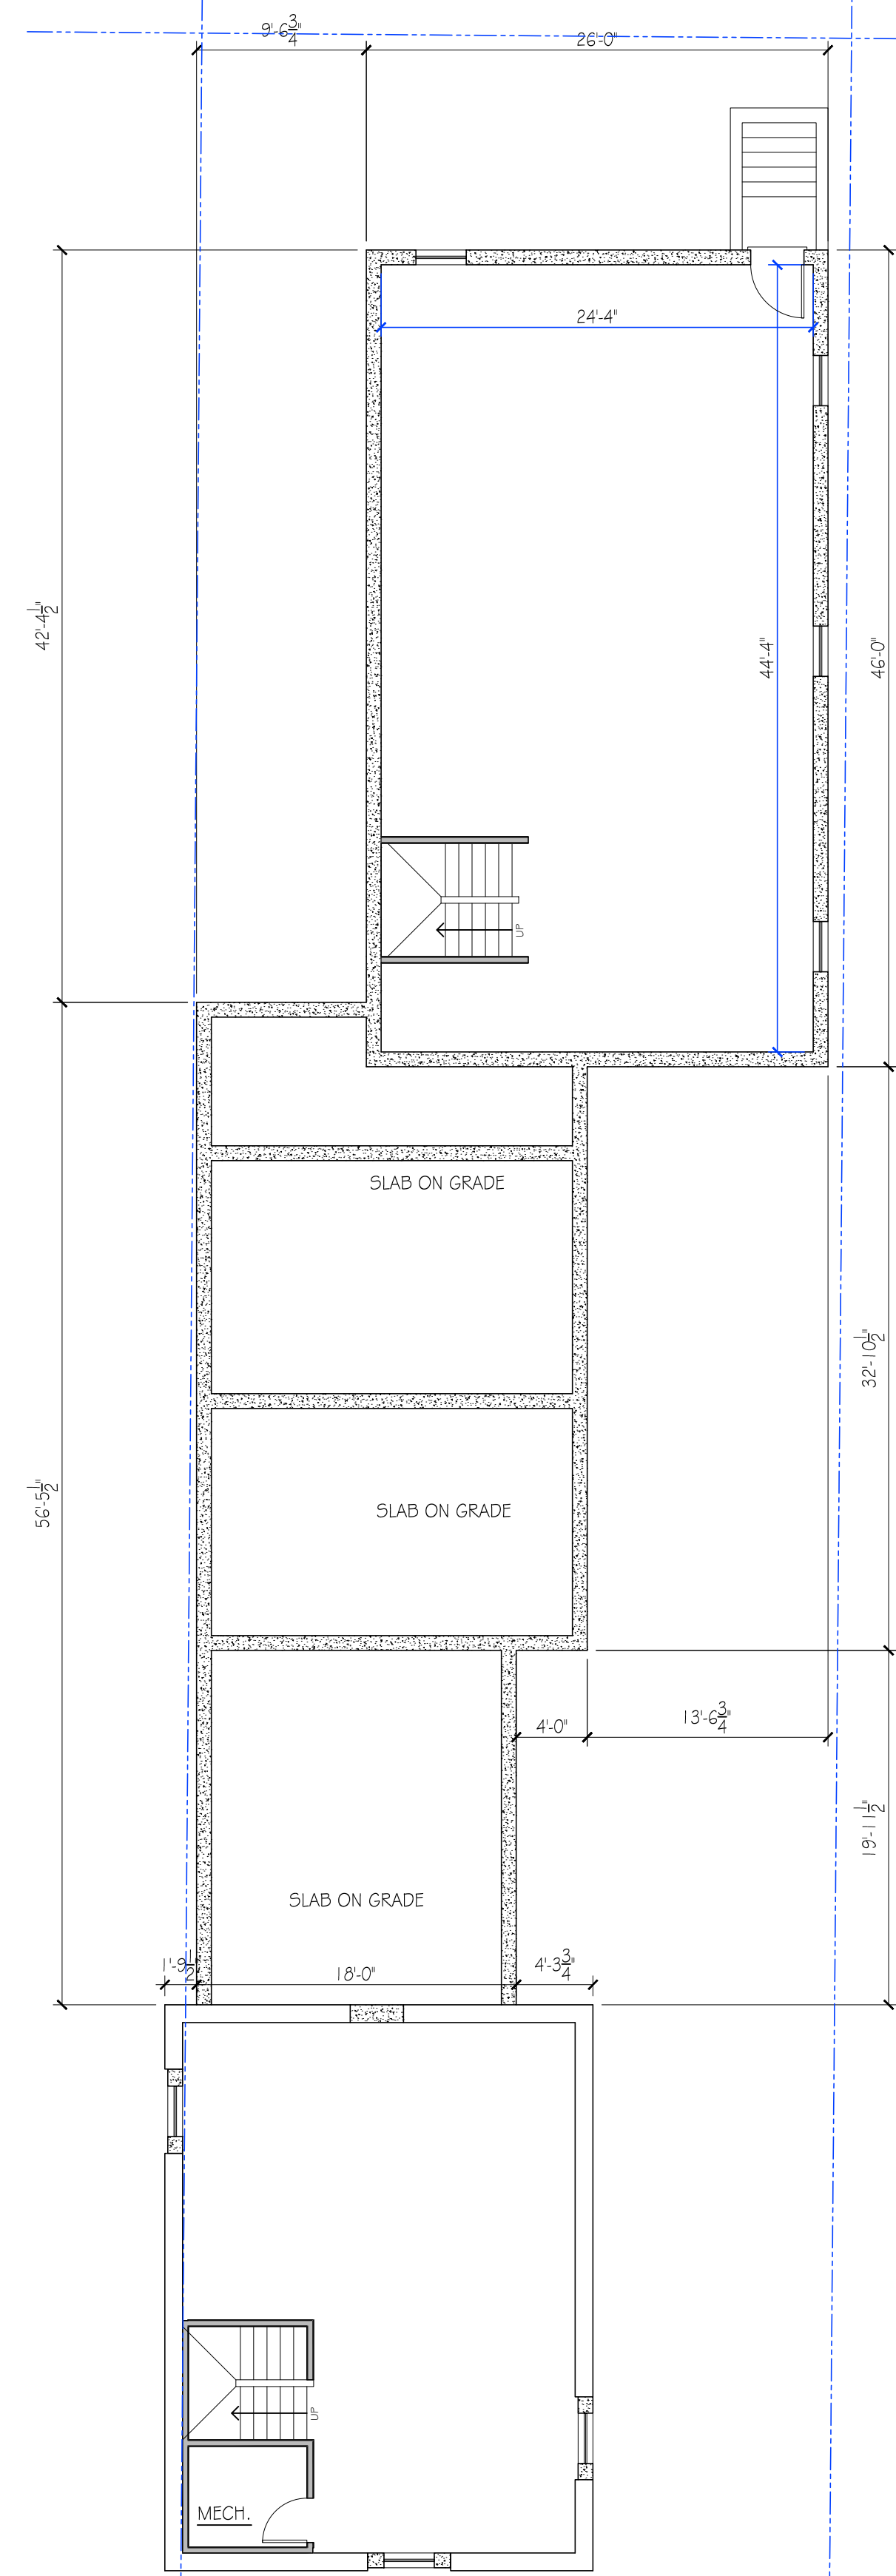 9'-6 3/4"
26'-0"
24'-4"
42'-4 1/2"
44'-4"
46'-0"
UP
SLAB ON GRADE
32'-10 1/2"
56'-5 1/2"
SLAB ON GRADE
4'-0"
13'-6 3/4"
19'-11 1/2"
SLAB ON GRADE
1'-9 1/2"
18'-0"
4'-3 3/4"
UP
MECH.